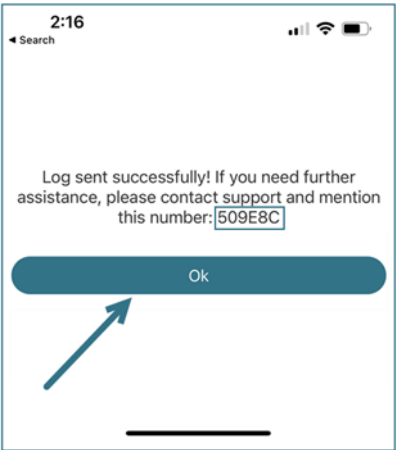 2:16
◄ Search
Log sent successfully! If you need further
assistance, please contact support and mention
this number: 509E8C
Ok